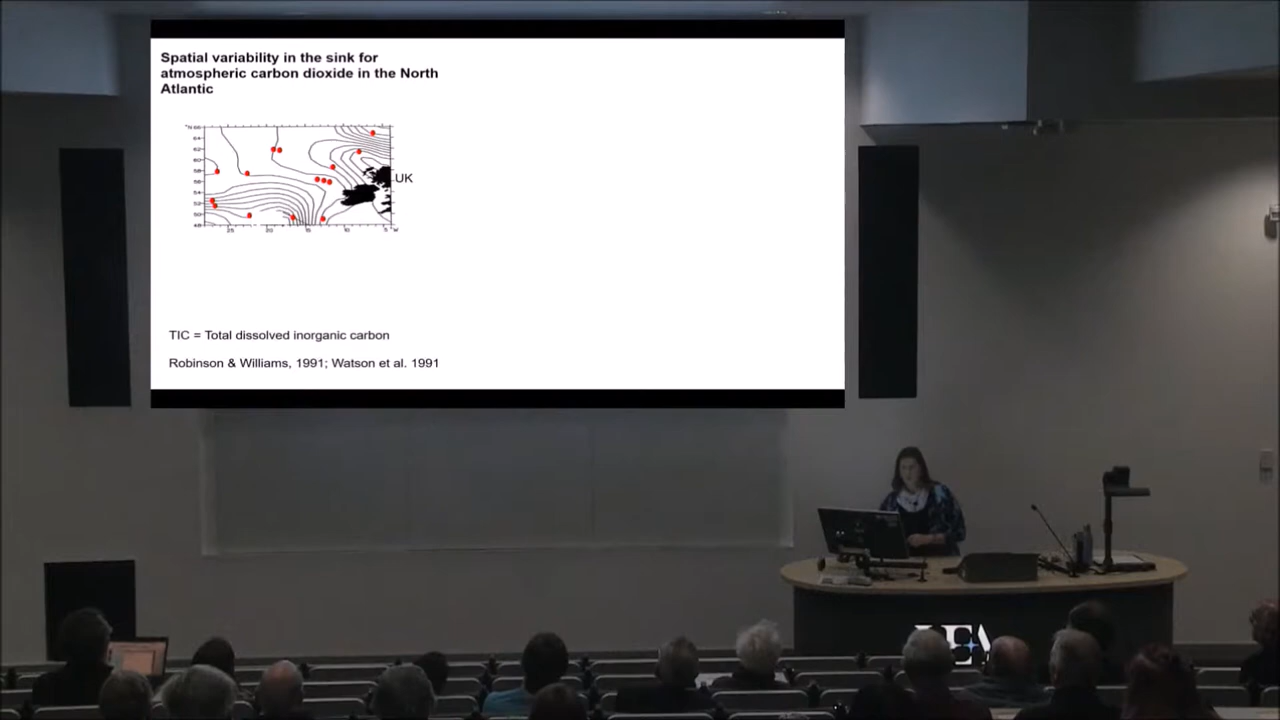 Spatial variability in the sink for
atmospheric carbon dioxide in the North
Atlantic
UK
TIC = Total dissolved inorganic carbon
Robinson & Williams, 1991; Watson et al. 1991